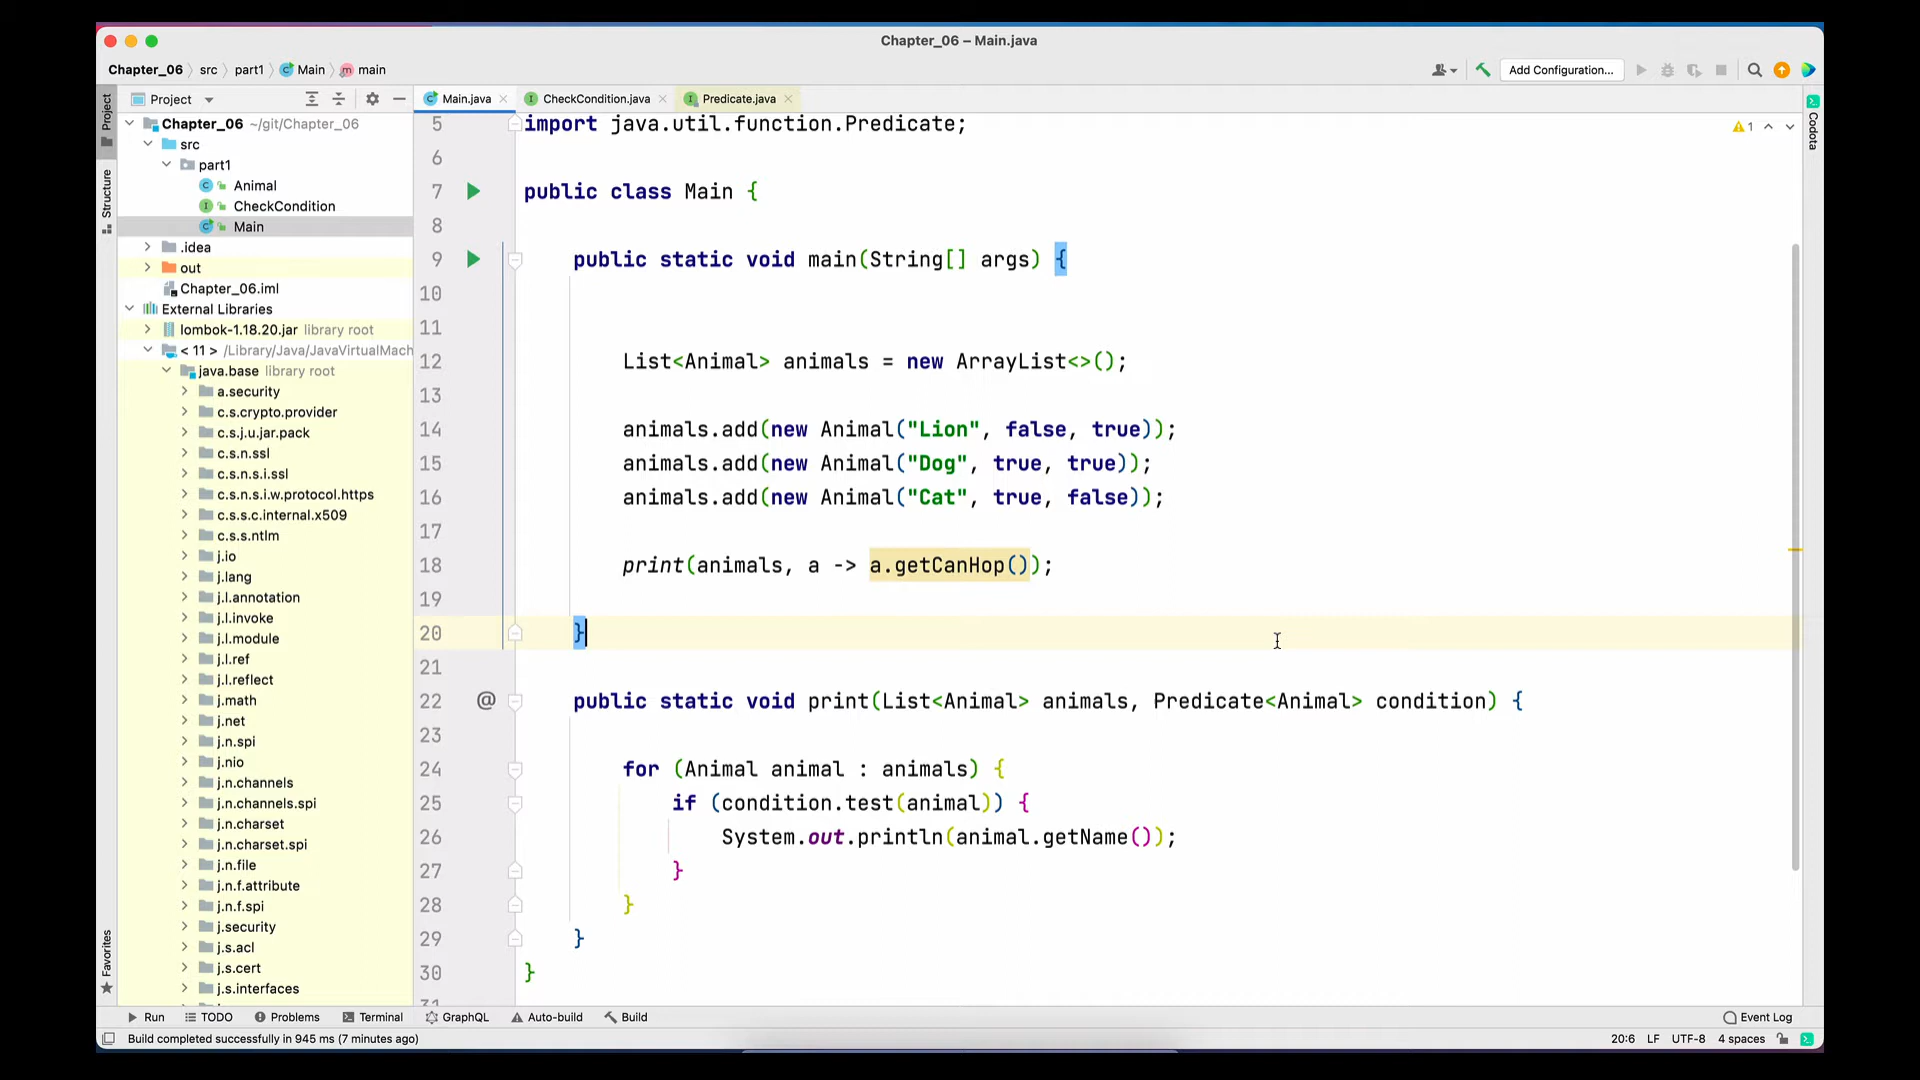 Chapter_06 – Main.java
Chapter_06 src part1 Main main
Add Configuration...
Project
Main.java CheckCondition.java Predicate.java
Project
Structure
Favorites
Codota
Chapter_06 ~/git/Chapter_06
src
part1
Animal
CheckCondition
Main
.idea
out
Chapter_06.iml
External Libraries
lombok-1.18.20.jar library root
< 11 > /Library/Java/JavaVirtualMach
java.base library root
a.security
c.s.crypto.provider
c.s.j.u.jar.pack
c.s.n.ssl
c.s.n.s.i.ssl
c.s.n.s.i.w.protocol.https
c.s.s.c.internal.x509
c.s.s.ntlm
j.io
j.lang
j.l.annotation
j.l.invoke
j.l.module
j.l.ref
j.l.reflect
j.math
j.net
j.n.spi
j.nio
j.n.channels
j.n.channels.spi
j.n.charset
j.n.charset.spi
j.n.file
j.n.f.attribute
j.n.f.spi
j.security
j.s.acl
j.s.cert
j.s.interfaces
1
5 import java.util.function.Predicate;
6
7 public class Main {
8
9 public static void main(String[] args) {
10
11
12 List<Animal> animals = new ArrayList<>();
13
14 animals.add(new Animal("Lion", false, true));
15 animals.add(new Animal("Dog", true, true));
16 animals.add(new Animal("Cat", true, false));
17
18 print(animals, a -> a.getCanHop());
19
20 }
21
22 @ public static void print(List<Animal> animals, Predicate<Animal> condition) {
23
24 for (Animal animal : animals) {
25 if (condition.test(animal)) {
26 System.out.println(animal.getName());
27 }
28 }
29 }
30 }
31
Run TODO Problems Terminal GraphQL Auto-build Build Event Log
Build completed successfully in 945 ms (7 minutes ago) 20:6 LF UTF-8 4 spaces